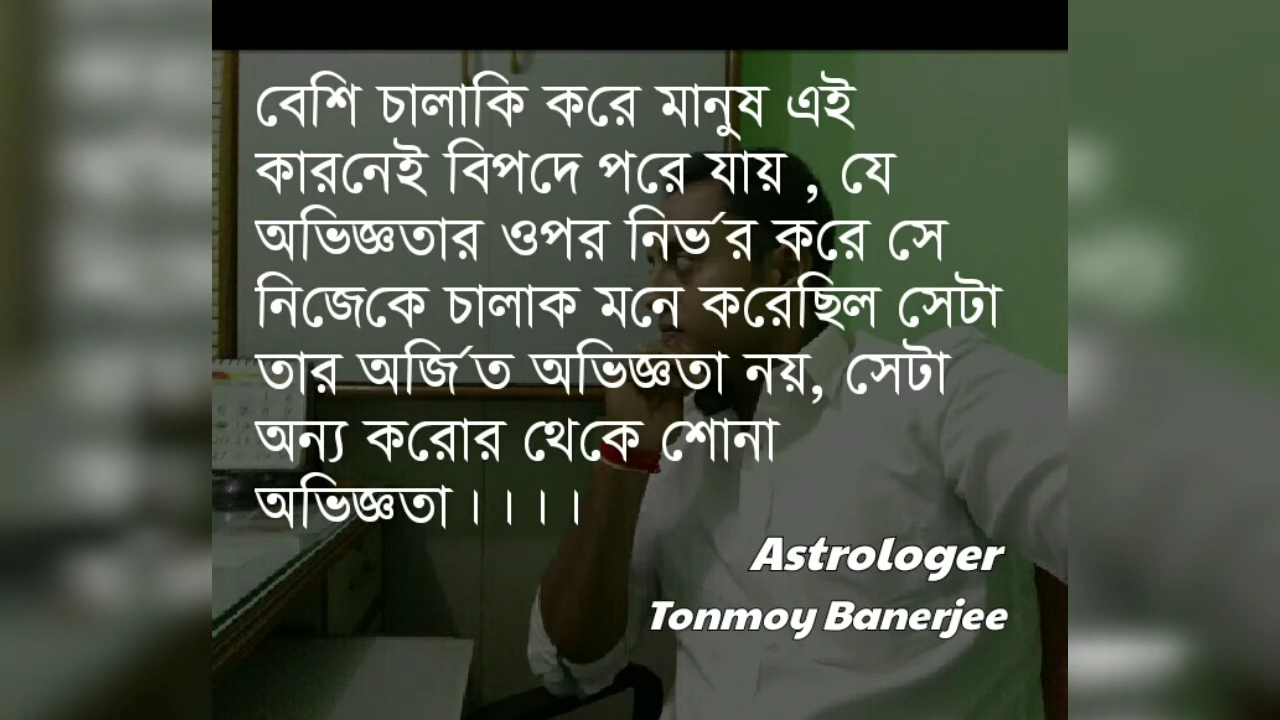 বেশি চালাকি করে মানুষ এই
কারনেই বিপদে পরে যায় , যে
অভিজ্ঞতার ওপর নির্ভর করে সে
নিজেকে চালাক মনে করেছিল সেটা
তার অর্জিত অভিজ্ঞতা নয়, সেটা
অন্য করোর থেকে শোনা
অভিজ্ঞতা।।।।
Astrologer
Tonmoy Banerjee